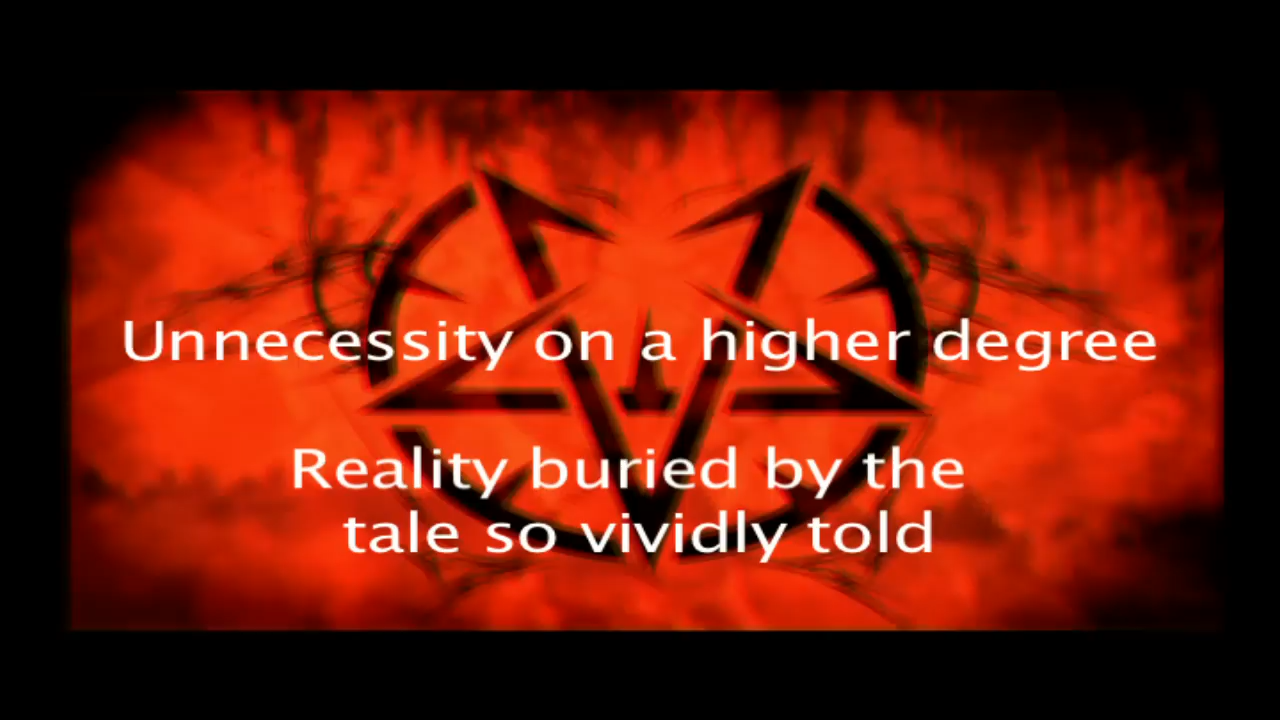 Unnecessity on a higher degree
Reality buried by the
tale so vividly told